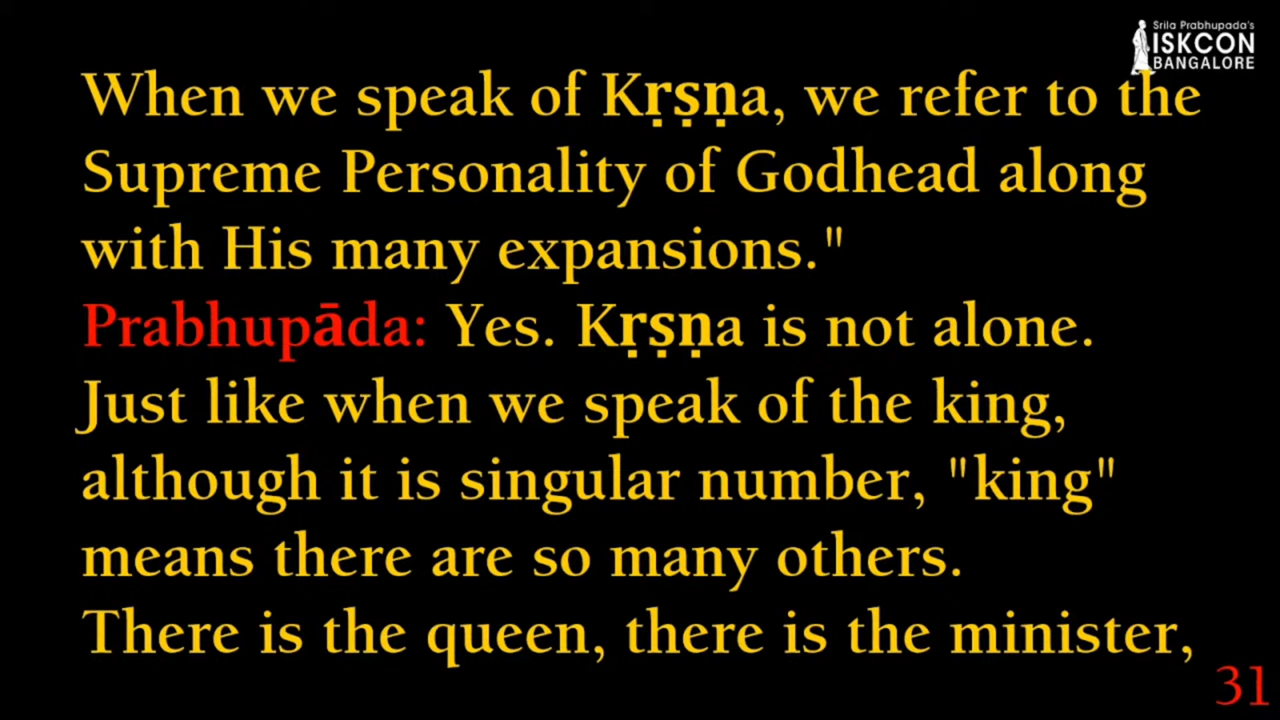 Srila Prabhupada's
ISKCON
BANGALORE
When we speak of Kṛṣṇa, we refer to the
Supreme Personality of Godhead along
with His many expansions."
Prabhupāda: Yes. Kṛṣṇa is not alone.
Just like when we speak of the king,
although it is singular number, "king"
means there are so many others.
There is the queen, there is the minister,
31